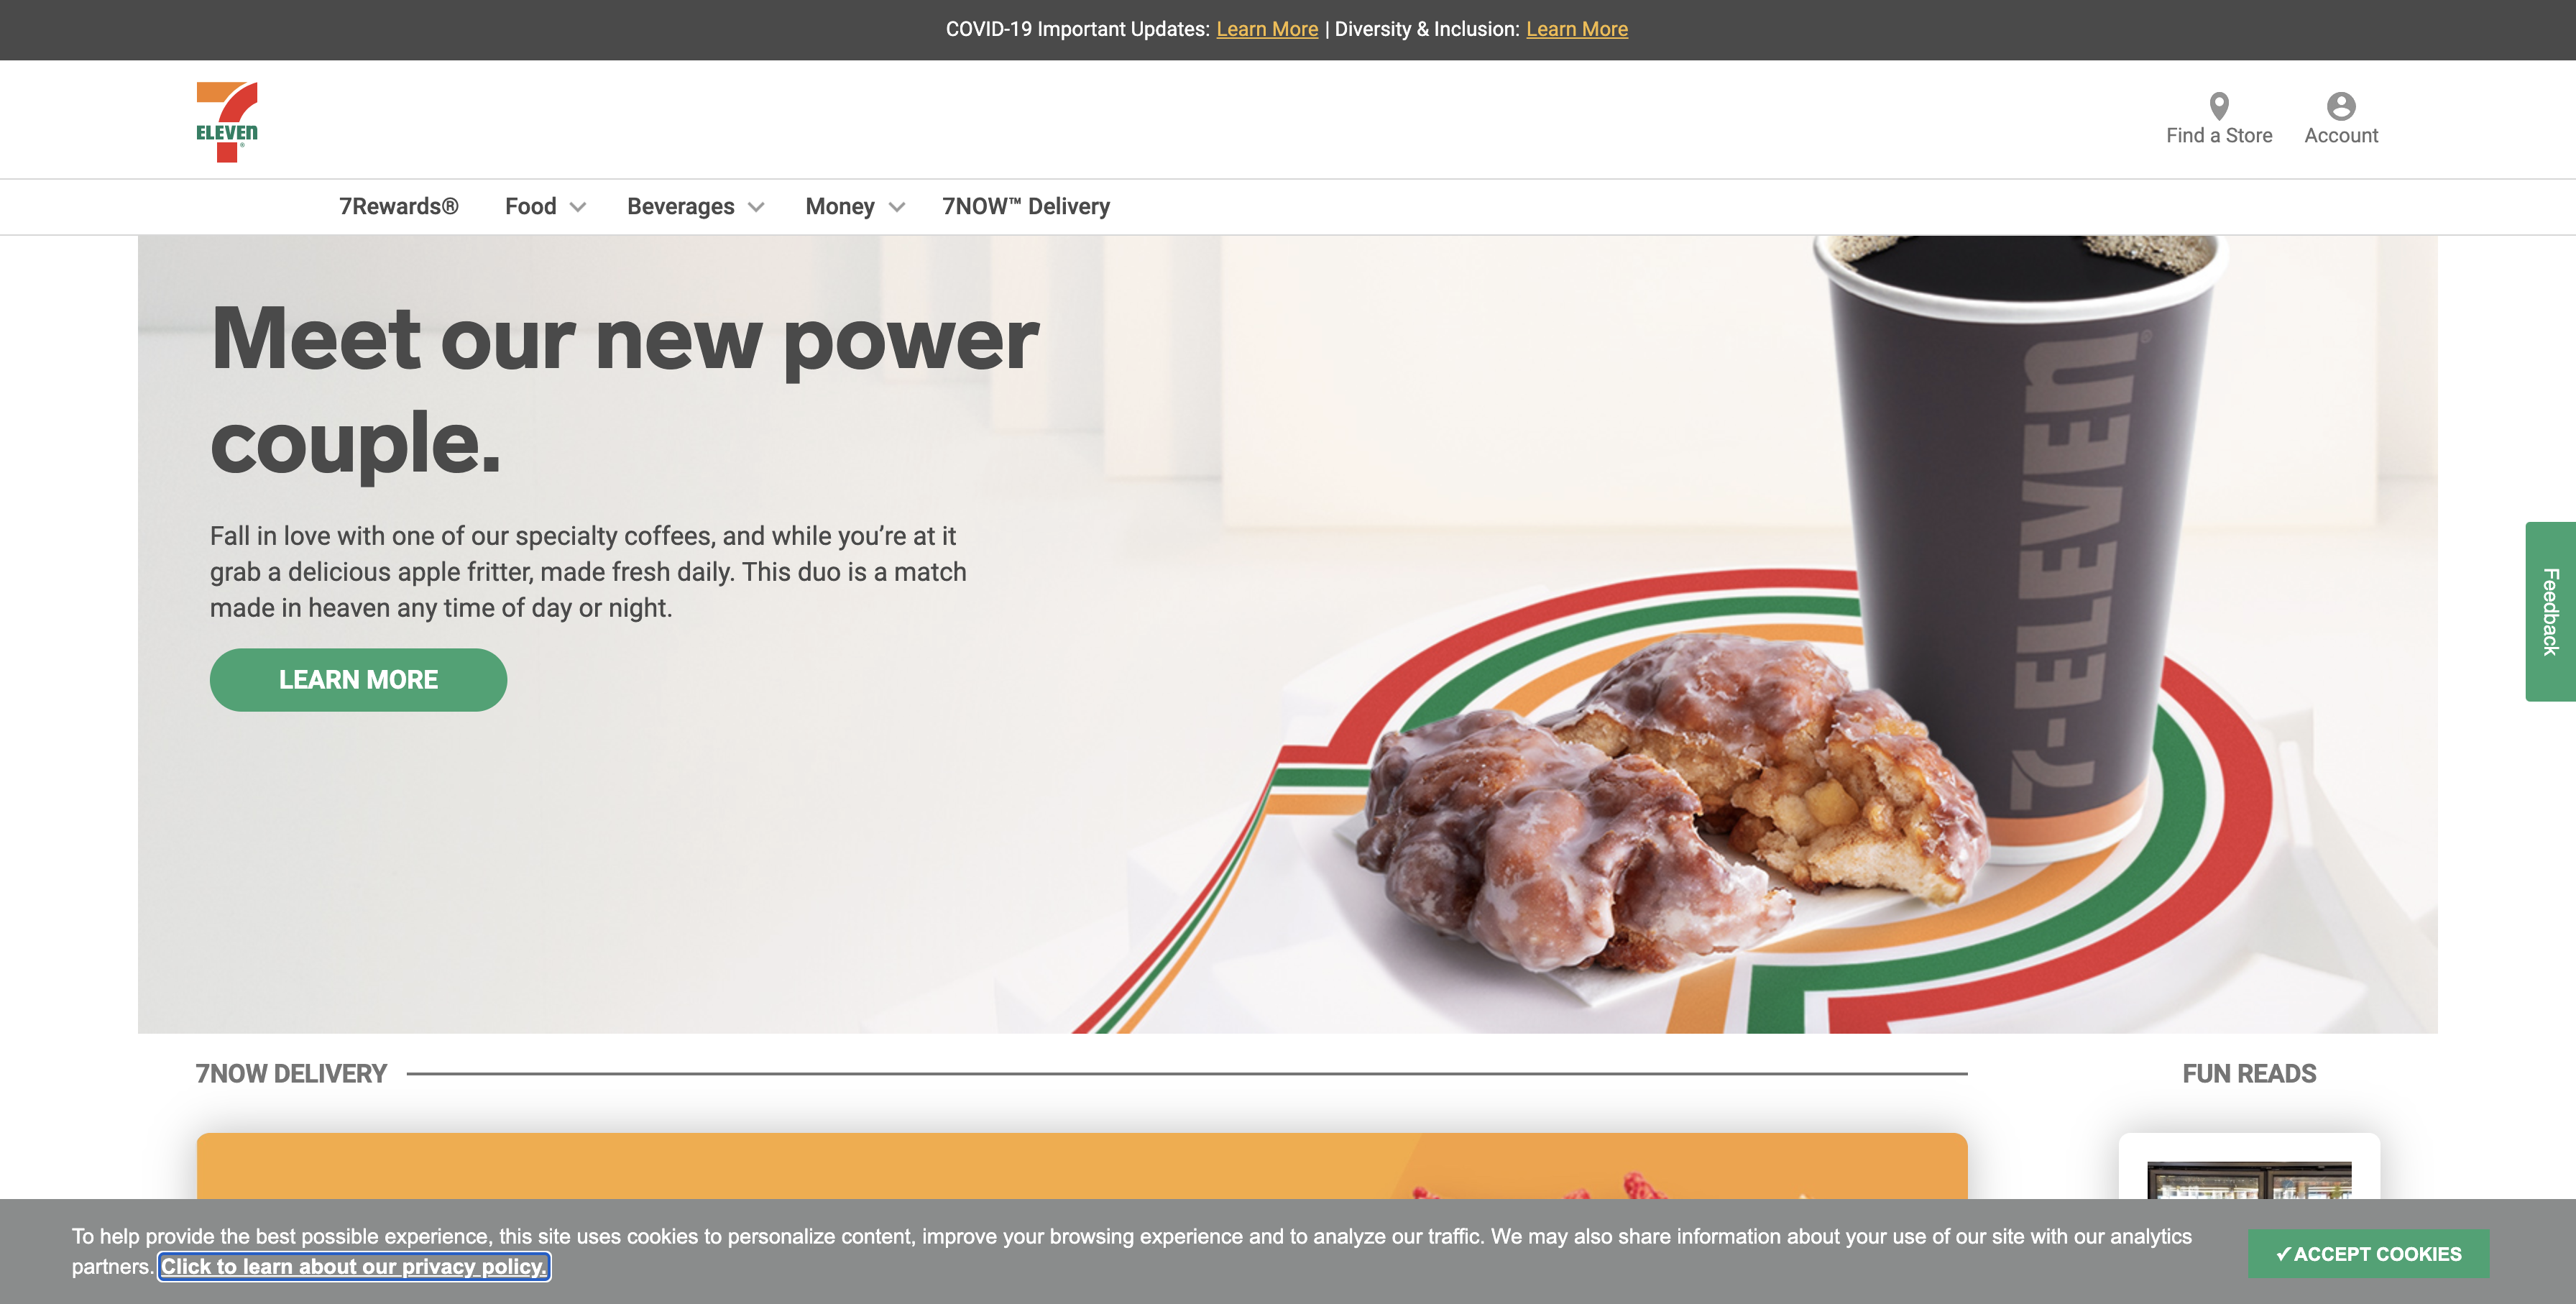 COVID-19 Important Updates: Learn More | Diversity & Inclusion: Learn More
7
ELEVEN
®
Find a Store
Account
7Rewards®
Food
Beverages
Money
7NOW™ Delivery
Meet our new power
couple.
Fall in love with one of our specialty coffees, and while you’re at it
grab a delicious apple fritter, made fresh daily. This duo is a match
made in heaven any time of day or night.
LEARN MORE
7-ELEVEN®
Feedback
7NOW DELIVERY
FUN READS
To help provide the best possible experience, this site uses cookies to personalize content, improve your browsing experience and to analyze our traffic. We may also share information about your use of our site with our analytics
partners. Click to learn about our privacy policy.
✓ACCEPT COOKIES